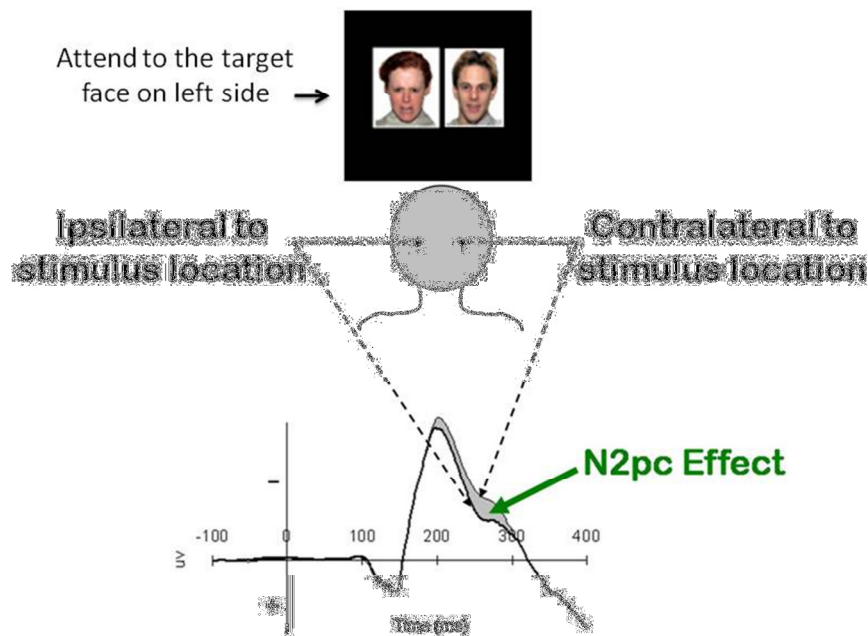 Attend to the target
face on left side
Ipsilateral to
stimulus location
Contralateral to
stimulus location
N2pc Effect
-100 0 100 200 300 400
uv
Time (ms)